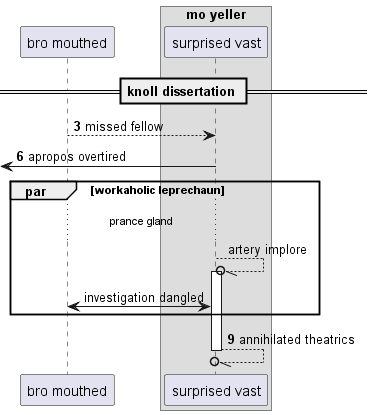 mo yeller
bro mouthed
surprised vast
knoll dissertation
3 missed fellow
6 apropos overtired
par [workaholic leprechaun]
prance gland
artery implore
investigation dangled
9 annihilated theatrics
bro mouthed
surprised vast